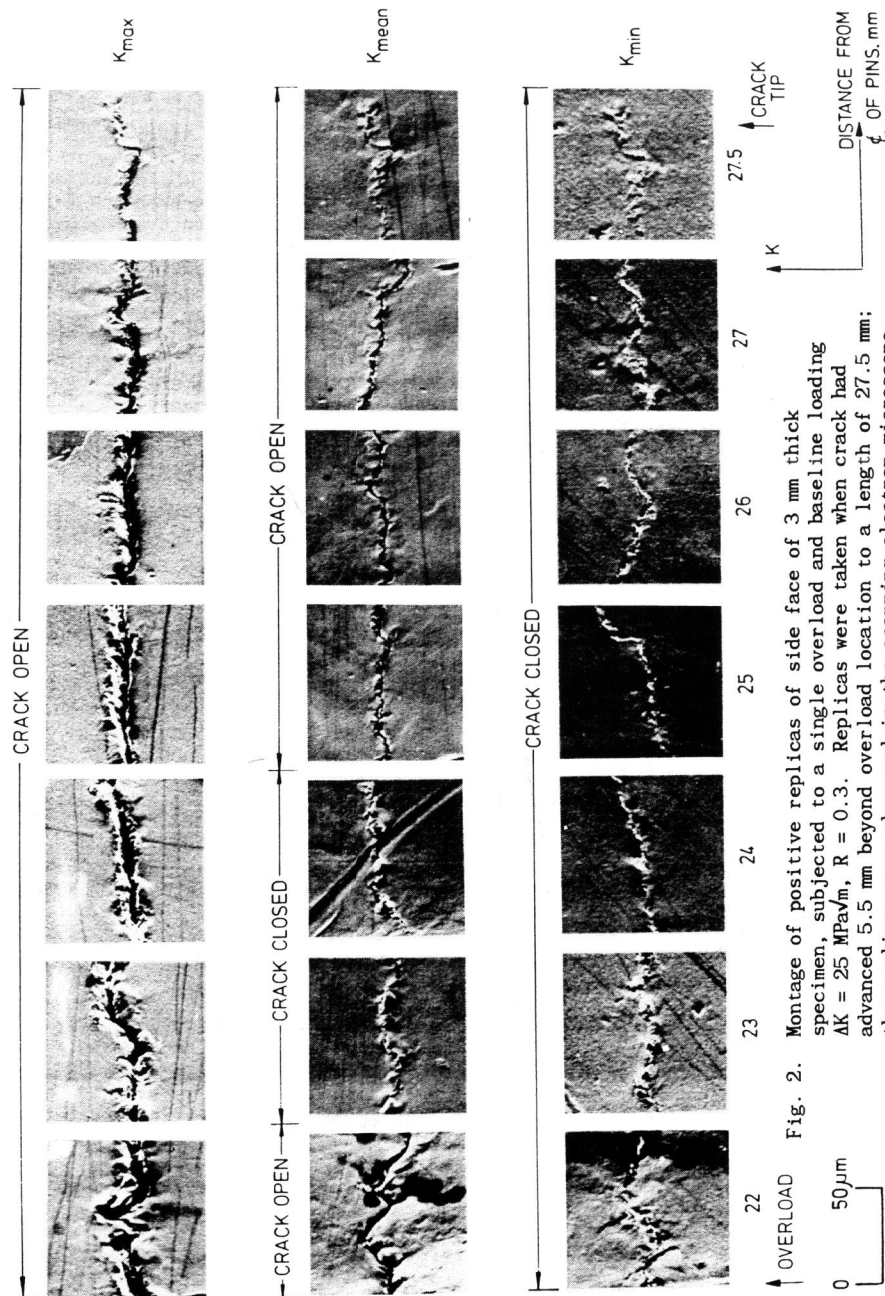 CRACK OPEN
Kmax
CRACK OPEN
CRACK CLOSED
CRACK OPEN
Kmean
CRACK CLOSED
Kmin
22
23
24
25
26
27
27.5
OVERLOAD
CRACK
TIP
K
DISTANCE FROM
℄ OF PINS. mm
0
50μm
Fig. 2. Montage of positive replicas of side face of 3 mm thick
specimen, subjected to a single overload and baseline loading
ΔK = 25 MPa√m, R = 0.3. Replicas were taken when crack had
advanced 5.5 mm beyond overload location to a length of 27.5 mm;